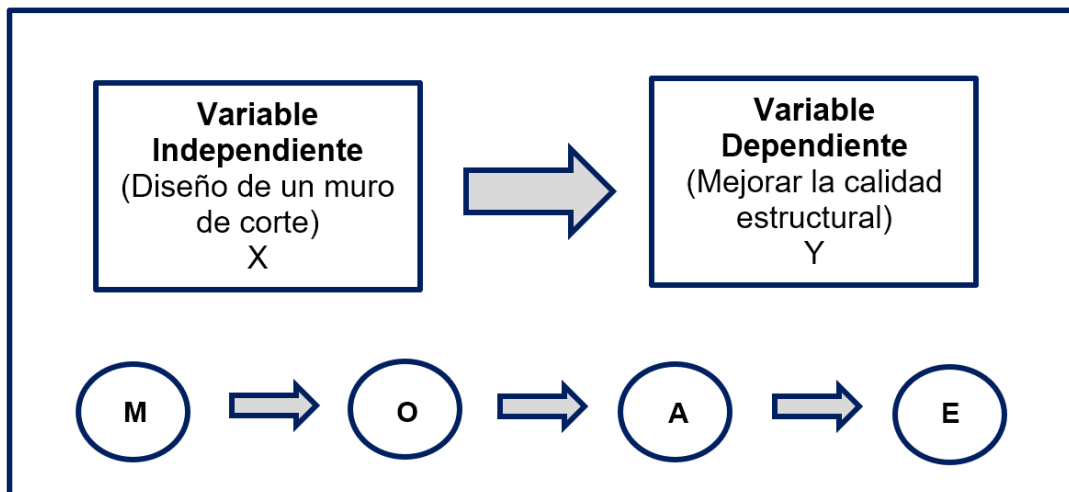 Variable
Independiente
(Diseño de un muro
de corte)
X
Variable
Dependiente
(Mejorar la calidad
estructural)
Y
M
O
A
E